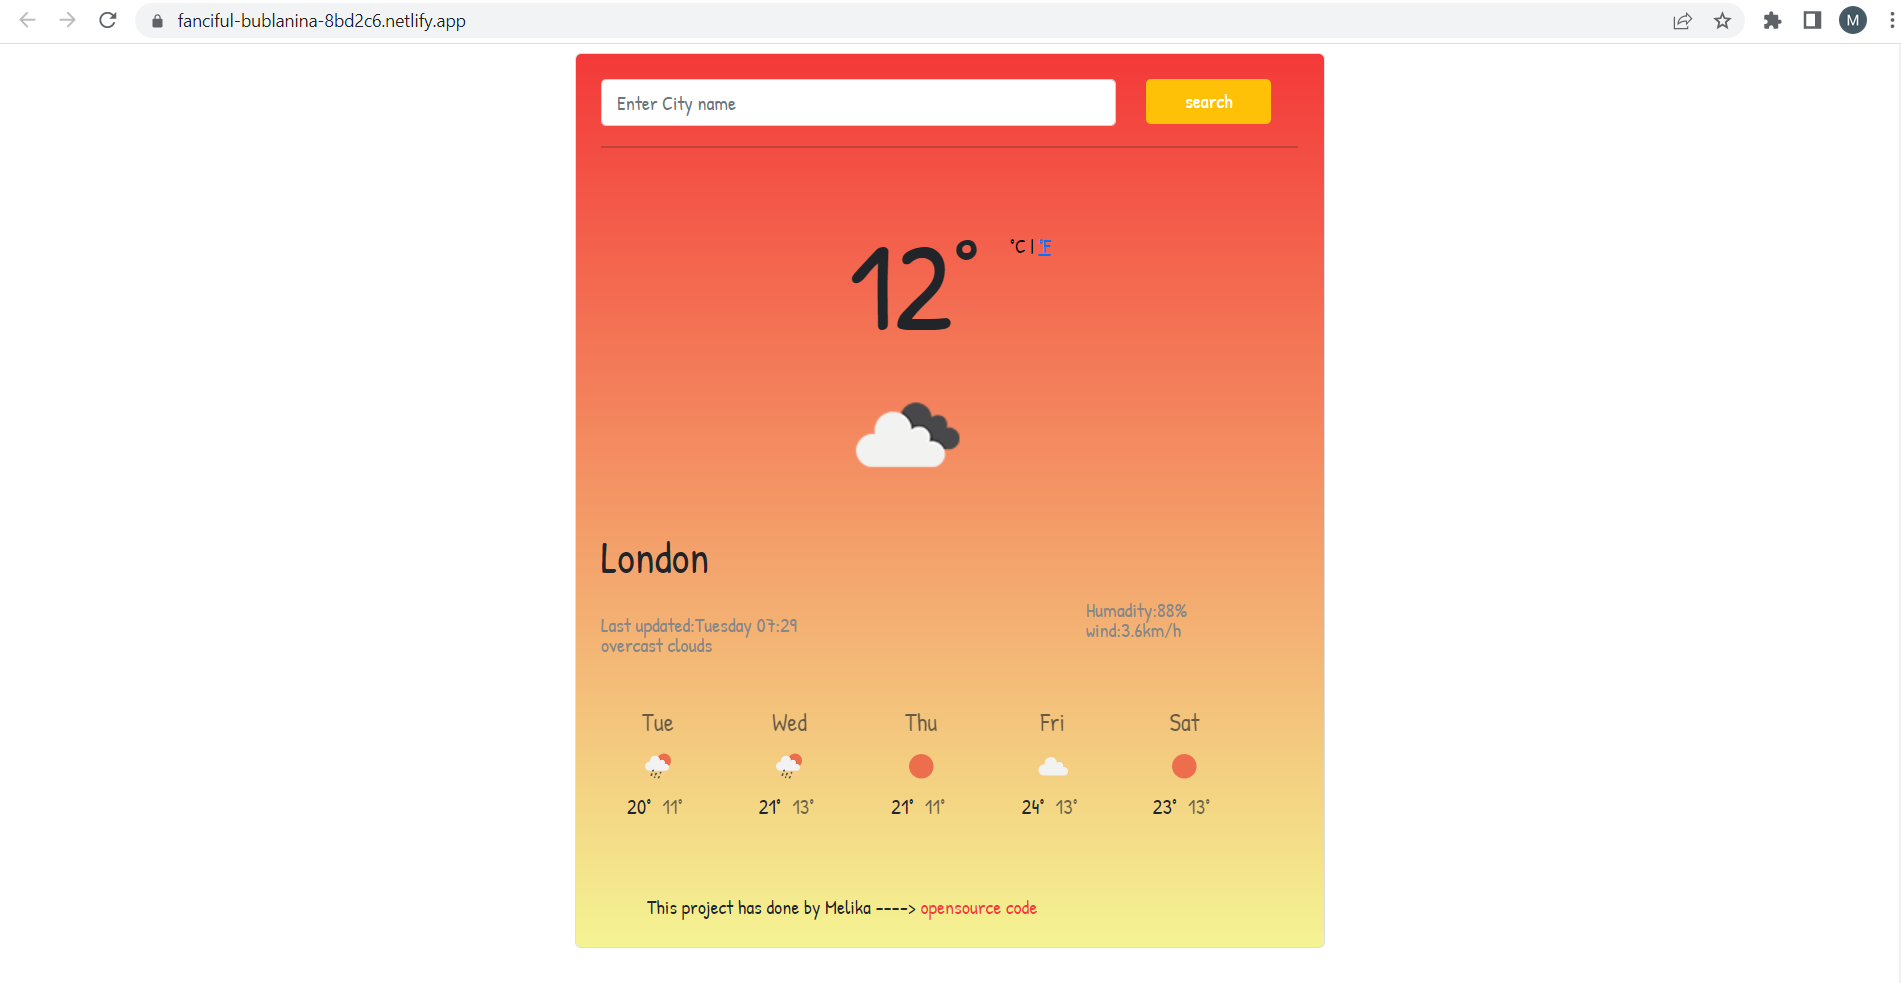 fanciful-bublanina-8bd2c6.netlify.app
M
Enter City name
search
12°
°C | °F
London
Humadity:88%
Last updated:Tuesday 07:29
wind:3.6km/h
overcast clouds
Tue Wed Thu Fri Sat
20° 11° 21° 13° 21° 11° 24° 13° 23° 13°
This project has done by Melika ----> opensource code